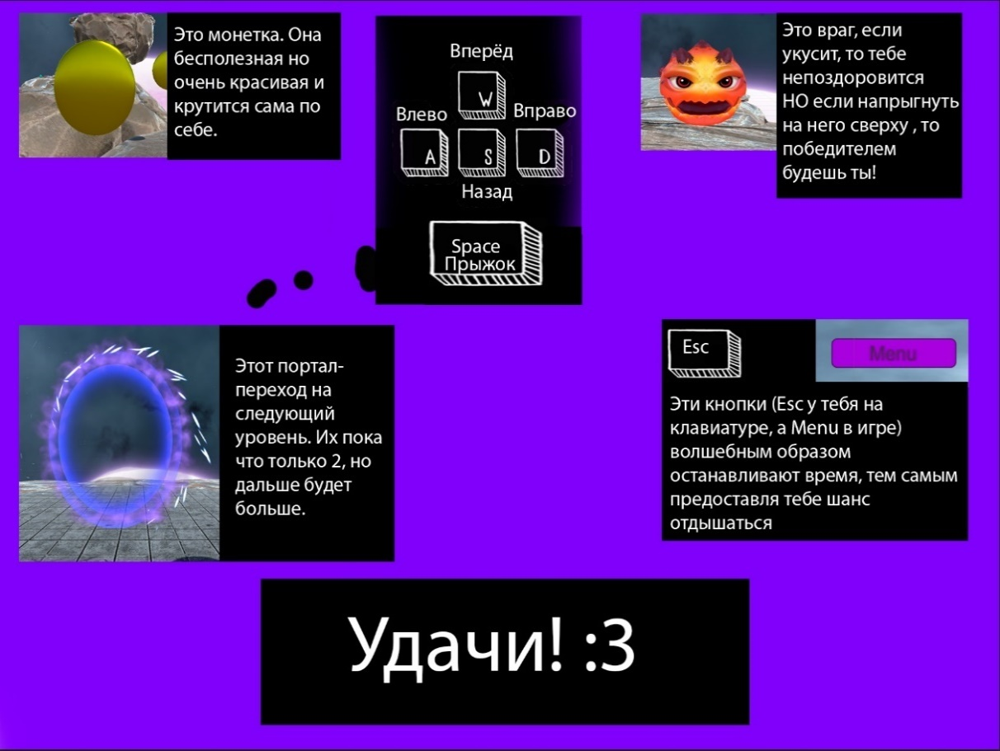 Это монетка. Она
бесполезная но
очень красивая и
крутится сама по
себе.
Вперёд
W
Влево
Вправо
A
S
D
Назад
Space
Прыжок
Это враг, если
укусит, то тебе
непоздоровится
НО если напрыгнуть
на него сверху , то
победителем
будешь ты!
Этот портал-
переход на
следующий
уровень. Их пока
что только 2, но
дальше будет
больше.
Esc
Menu
Эти кнопки (Esc у тебя на
клавиатуре, а Menu в игре)
волшебным образом
останавливают время, тем самым
предоставля тебе шанс
отдышаться
Удачи! :3